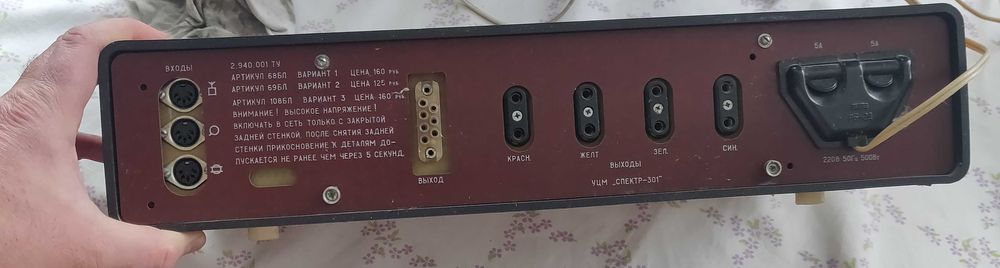 ВХОДЫ
2.940.001 ТУ
АРТИКУЛ 68БЛ ВАРИАНТ 1 ЦЕНА 160 РУБ
АРТИКУЛ 69БЛ ВАРИАНТ 2 ЦЕНА 125 РУБ
АРТИКУЛ 108БЛ ВАРИАНТ 3 ЦЕНА 160 РУБ.
ВНИМАНИЕ! ВЫСОКОЕ НАПРЯЖЕНИЕ!
ВКЛЮЧАТЬ В СЕТЬ ТОЛЬКО С ЗАКРЫТОЙ
ЗАДНЕЙ СТЕНКОЙ. ПОСЛЕ СНЯТИЯ ЗАДНЕЙ
СТЕНКИ ПРИКОСНОВЕНИЕ К ДЕТАЛЯМ ДО-
ПУСКАЕТСЯ НЕ РАНЕЕ ЧЕМ ЧЕРЕЗ 5 СЕКУНД.
ВЫХОД
КРАСН.
ЖЕЛТ
ЗЕЛ.
СИН.
ВЫХОДЫ
УЦМ „СПЕКТР-301"
5А
5А
220В 50Гц 500Вт